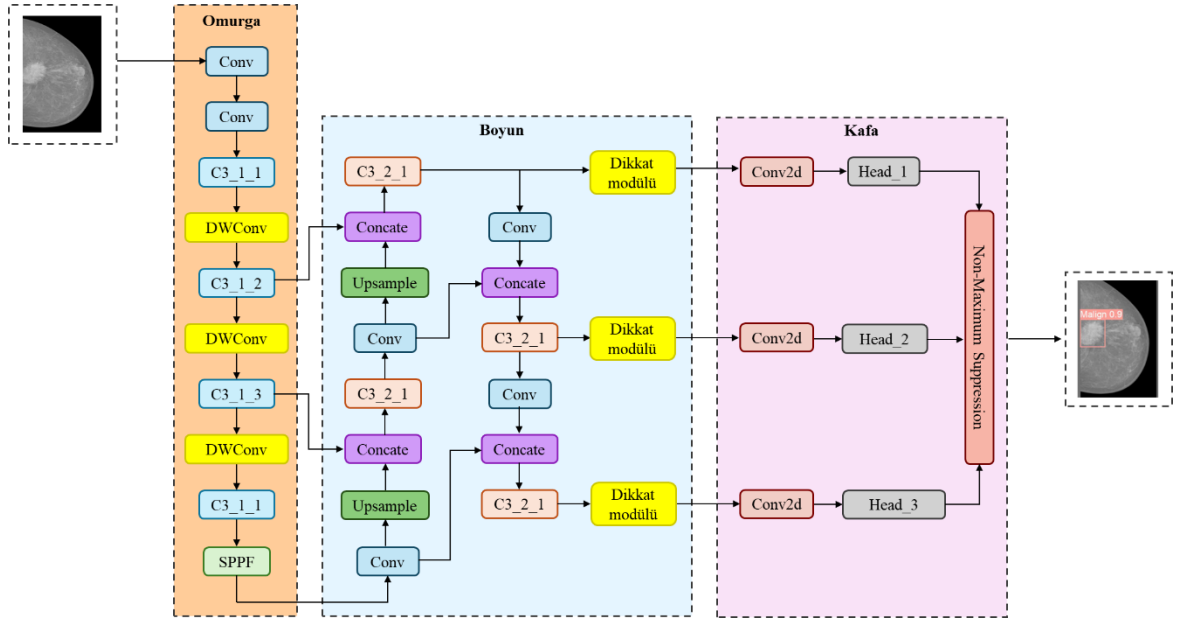 Omurga
Conv
Conv
C3_1_1
DWConv
C3_1_2
DWConv
C3_1_3
DWConv
C3_1_1
SPPF
Boyun
C3_2_1
Concate
Upsample
Conv
C3_2_1
Concate
Upsample
Conv
Conv
Concate
C3_2_1
Conv
Concate
C3_2_1
Dikkat
modülü
Dikkat
modülü
Dikkat
modülü
Kafa
Conv2d
Head_1
Conv2d
Head_2
Conv2d
Head_3
Non-Maximum Suppression
Malign 0.9